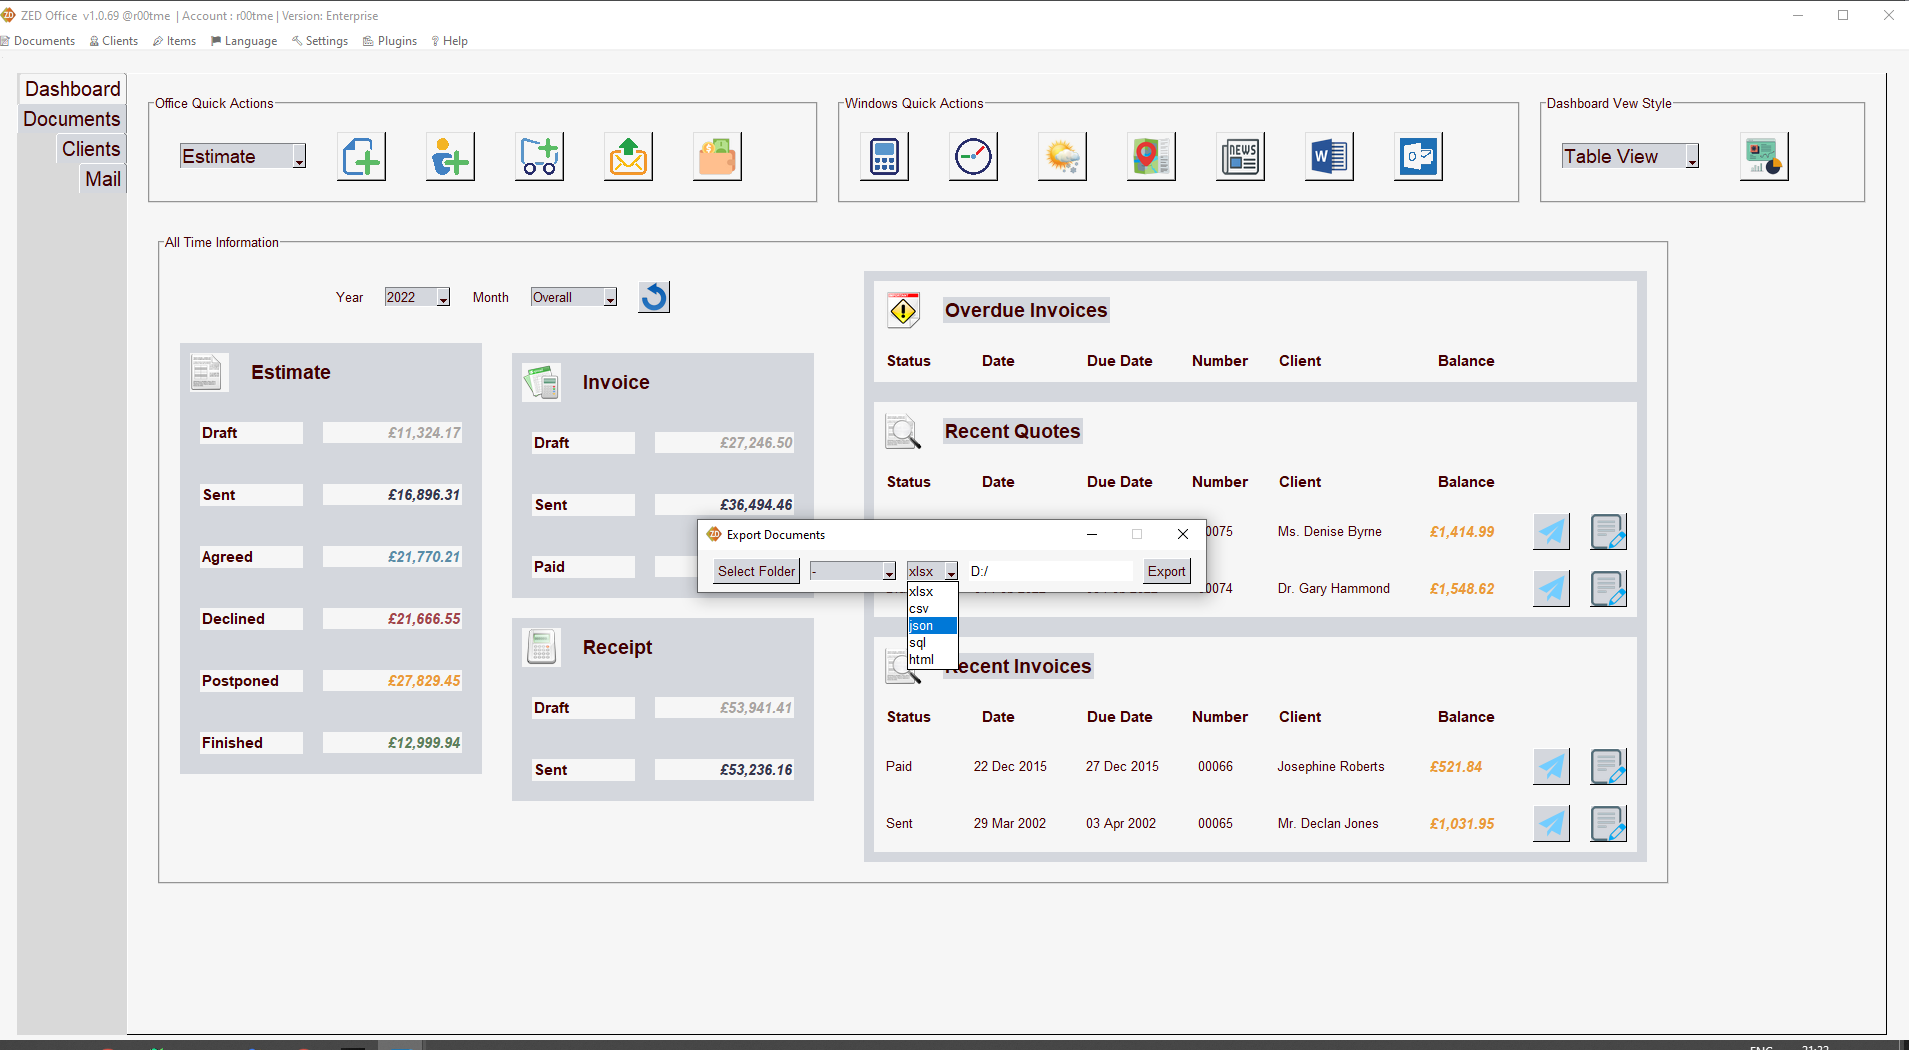 ZED Office v1.0.69 @r00tme | Account : r00tme | Version: Enterprise
Documents Clients Items Language Settings Plugins Help
Dashboard
Documents
Clients
Mail
Office Quick Actions
Estimate
Windows Quick Actions
NEWS
W
Dashboard Vew Style
Table View
All Time Information
Year 2022 Month Overall
Estimate
Draft £11,324.17
Sent £16,896.31
Agreed £21,770.21
Declined £21,666.55
Postponed £27,829.45
Finished £12,999.94
Invoice
Draft £27,246.50
Sent £36,494.46
Paid
Receipt
Draft £53,941.41
Sent £53,236.16
Overdue Invoices
Status Date Due Date Number Client Balance
Recent Quotes
Status Date Due Date Number Client Balance
0075 Ms. Denise Byrne £1,414.99
0074 Dr. Gary Hammond £1,548.62
Export Documents
Select Folder - xlsx D:/ Export
xlsx
csv
json
sql
html
Recent Invoices
Status Date Due Date Number Client Balance
Paid 22 Dec 2015 27 Dec 2015 00066 Josephine Roberts £521.84
Sent 29 Mar 2002 03 Apr 2002 00065 Mr. Declan Jones £1,031.95